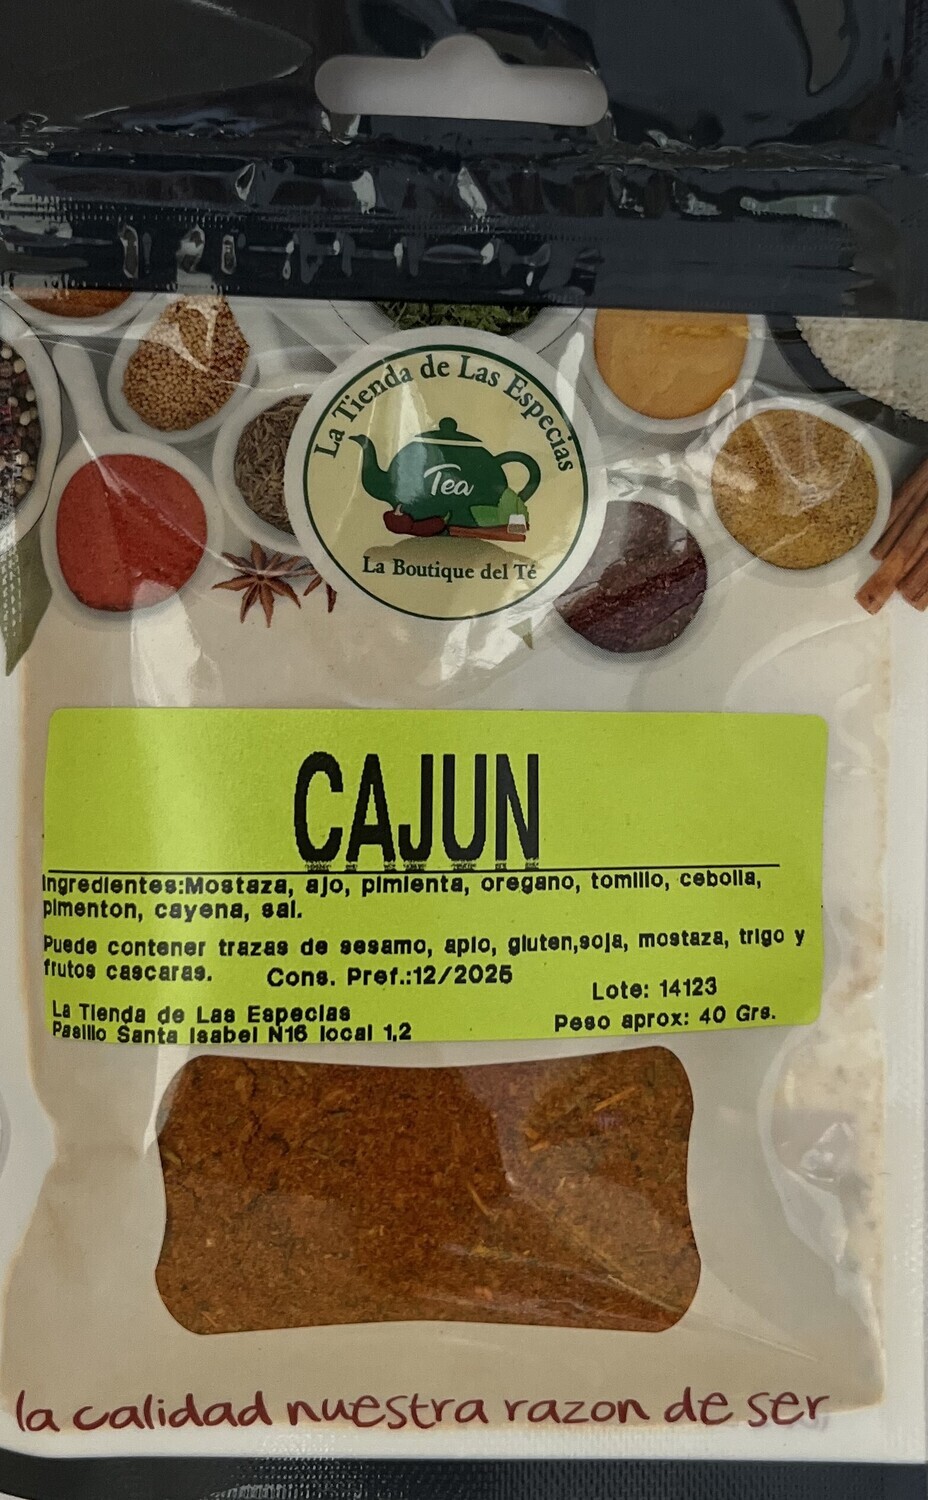 La Tienda de Las Especias
Tea
La Boutique del Té
CAJUN
Ingredientes:Mostaza, ajo, pimienta, oregano, tomillo, cebolla,
pimenton, cayena, sal.
Puede contener trazas de sesamo, apio, gluten,soja, mostaza, trigo y
frutos cascaras. Cons. Pref.:12/2025
Lote: 14123
La Tienda de Las Especias
Pasillo Santa Isabel N16 local 1,2
Peso aprox: 40 Grs.
la calidad nuestra razon de ser